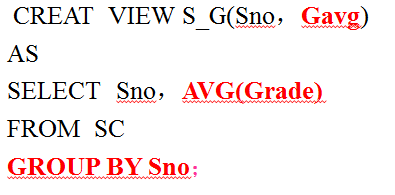 CREAT VIEW S_G(Sno，Gavg)
AS
SELECT Sno，AVG(Grade)
FROM SC
GROUP BY Sno;